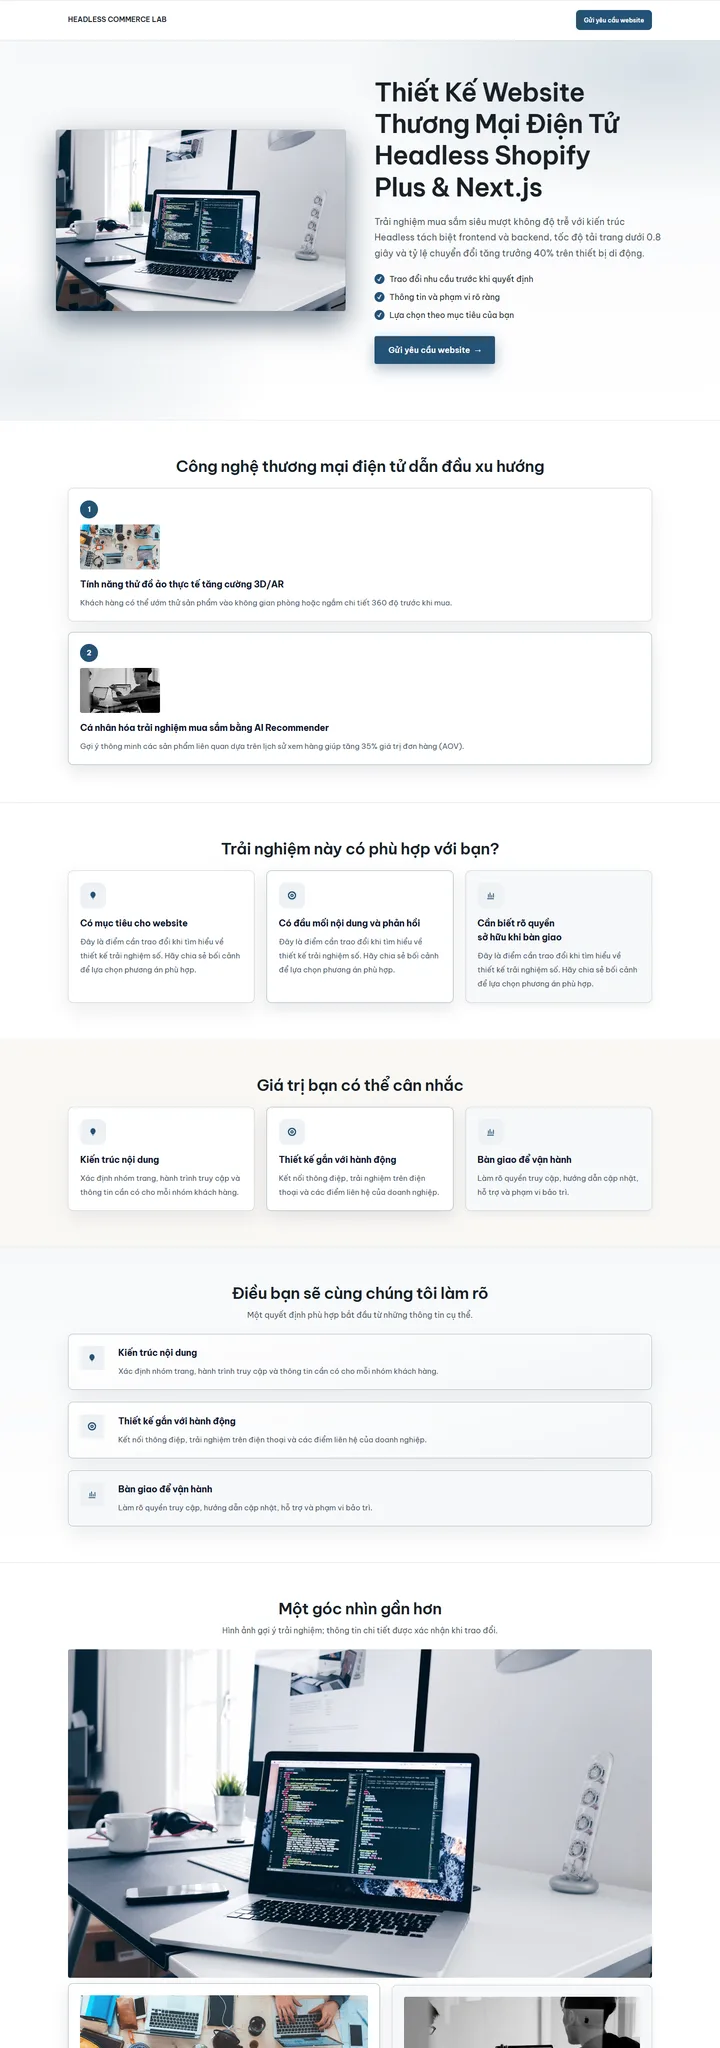 HEADLESS COMMERCE LAB
Gửi yêu cầu website
Thiết Kế Website
Thương Mại Điện Tử
Headless Shopify
Plus & Next.js
Trải nghiệm mua sắm siêu mượt không độ trễ với kiến trúc
Headless tách biệt frontend và backend, tốc độ tải trang dưới 0.8
giây và tỷ lệ chuyển đổi tăng trưởng 40% trên thiết bị di động.
Trao đổi nhu cầu trước khi quyết định
Thông tin và phạm vi rõ ràng
Lựa chọn theo mục tiêu của bạn
Gửi yêu cầu website →
Công nghệ thương mại điện tử dẫn đầu xu hướng
1
Tính năng thử đồ ảo thực tế tăng cường 3D/AR
Khách hàng có thể ướm thử sản phẩm vào không gian phòng hoặc ngắm chi tiết 360 độ trước khi mua.
2
Cá nhân hóa trải nghiệm mua sắm bằng AI Recommender
Gợi ý thông minh các sản phẩm liên quan dựa trên lịch sử xem hàng giúp tăng 35% giá trị đơn hàng (AOV).
Trải nghiệm này có phù hợp với bạn?
Có mục tiêu cho website
Đây là điểm cần trao đổi khi tìm hiểu về
thiết kế trải nghiệm số. Hãy chia sẻ bối cảnh
để lựa chọn phương án phù hợp.
Có đầu mối nội dung và phản hồi
Đây là điểm cần trao đổi khi tìm hiểu về
thiết kế trải nghiệm số. Hãy chia sẻ bối cảnh
để lựa chọn phương án phù hợp.
Cần biết rõ quyền
sở hữu khi bàn giao
Đây là điểm cần trao đổi khi tìm hiểu về
thiết kế trải nghiệm số. Hãy chia sẻ bối cảnh
để lựa chọn phương án phù hợp.
Giá trị bạn có thể cân nhắc
Kiến trúc nội dung
Xác định nhóm trang, hành trình truy cập và
thông tin cần có cho mỗi nhóm khách hàng.
Thiết kế gắn với hành động
Kết nối thông điệp, trải nghiệm trên điện
thoại và các điểm liên hệ của doanh nghiệp.
Bàn giao để vận hành
Làm rõ quyền truy cập, hướng dẫn cập nhật,
hỗ trợ và phạm vi bảo trì.
Điều bạn sẽ cùng chúng tôi làm rõ
Một quyết định phù hợp bắt đầu từ những thông tin cụ thể.
Kiến trúc nội dung
Xác định nhóm trang, hành trình truy cập và thông tin cần có cho mỗi nhóm khách hàng.
Thiết kế gắn với hành động
Kết nối thông điệp, trải nghiệm trên điện thoại và các điểm liên hệ của doanh nghiệp.
Bàn giao để vận hành
Làm rõ quyền truy cập, hướng dẫn cập nhật, hỗ trợ và phạm vi bảo trì.
Một góc nhìn gần hơn
Hình ảnh gợi ý trải nghiệm; thông tin chi tiết được xác nhận khi trao đổi.